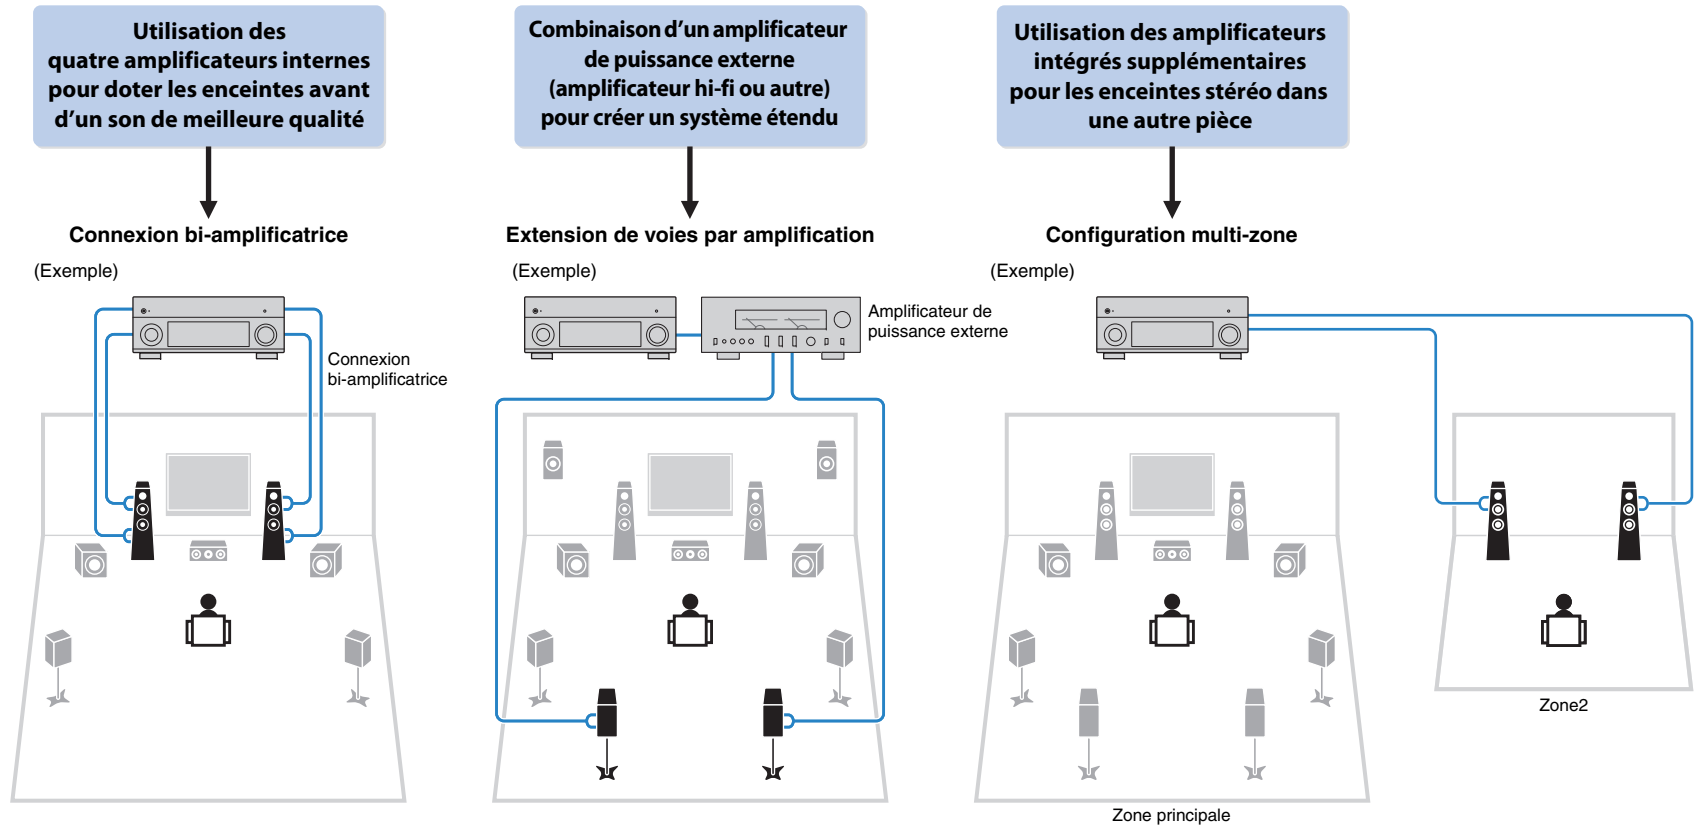 Utilisation des
quatre amplificateurs internes
pour doter les enceintes avant
d'un son de meilleure qualité
Connexion bi-amplificatrice
(Exemple)
Connexion
bi-amplificatrice
Combinaison d'un amplificateur
de puissance externe
(amplificateur hi-fi ou autre)
pour créer un système étendu
Extension de voies par amplification
(Exemple)
Amplificateur de
puissance externe
Utilisation des amplificateurs
intégrés supplémentaires
pour les enceintes stéréo dans
une autre pièce
Configuration multi-zone
(Exemple)
Zone2
Zone principale